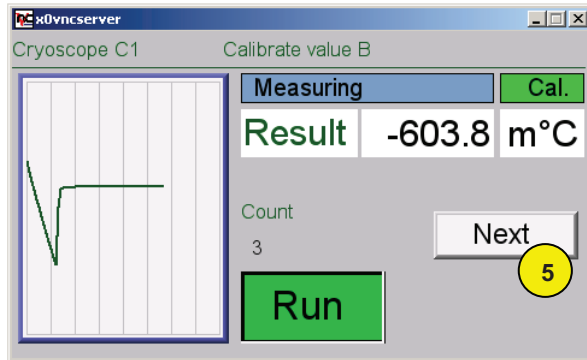 x0vncserver
Cryoscope C1 Calibrate value B
Measuring Cal.
Result -603.8 m°C
Count
3
Next
5
Run